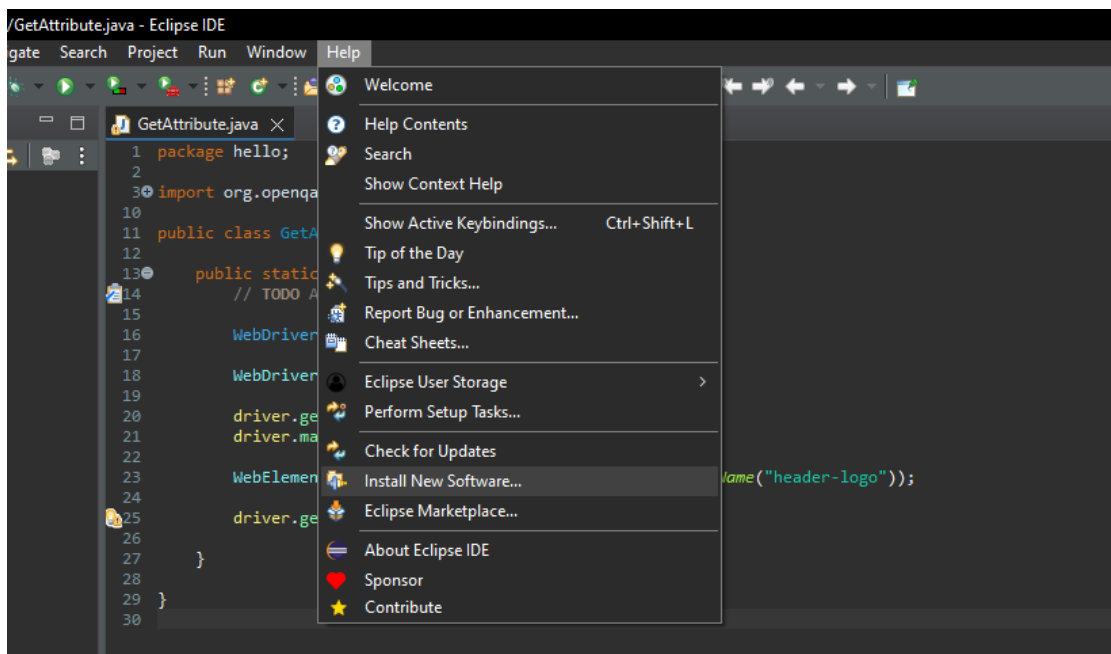 /GetAttribute.java - Eclipse IDE
igate Search Project Run Window Help
GetAttribute.java
Welcome
Help Contents
Search
Show Context Help
Show Active Keybindings... Ctrl+Shift+L
Tip of the Day
Tips and Tricks...
Report Bug or Enhancement...
Cheat Sheets...
Eclipse User Storage
Perform Setup Tasks...
Check for Updates
Install New Software...
Eclipse Marketplace...
About Eclipse IDE
Sponsor
Contribute
1 package hello;
2
3 import org.openqa
10
11 public class GetA
12
13 public static
14 // TODO A
15
16 WebDriver
17
18 WebDriver
19
20 driver.ge
21 driver.ma
22
23 WebElemen Name("header-logo"));
24
25 driver.ge
26
27 }
28
29 }
30